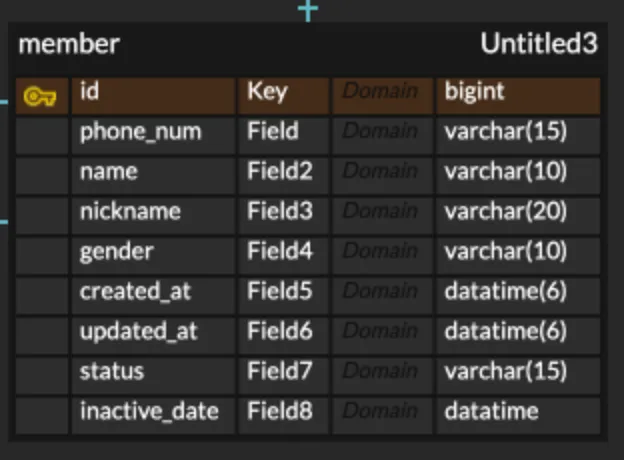 member Untitled3
id Key Domain bigint
phone_num Field Domain varchar(15)
name Field2 Domain varchar(10)
nickname Field3 Domain varchar(20)
gender Field4 Domain varchar(10)
created_at Field5 Domain datatime(6)
updated_at Field6 Domain datatime(6)
status Field7 Domain varchar(15)
inactive_date Field8 Domain datatime